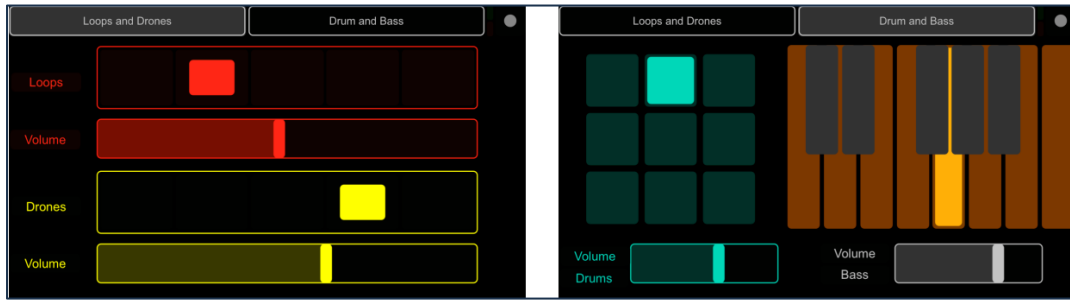 Loops and Drones
Drum and Bass
Loops
Volume
Drones
Volume
Loops and Drones
Drum and Bass
Volume
Drums
Volume
Bass